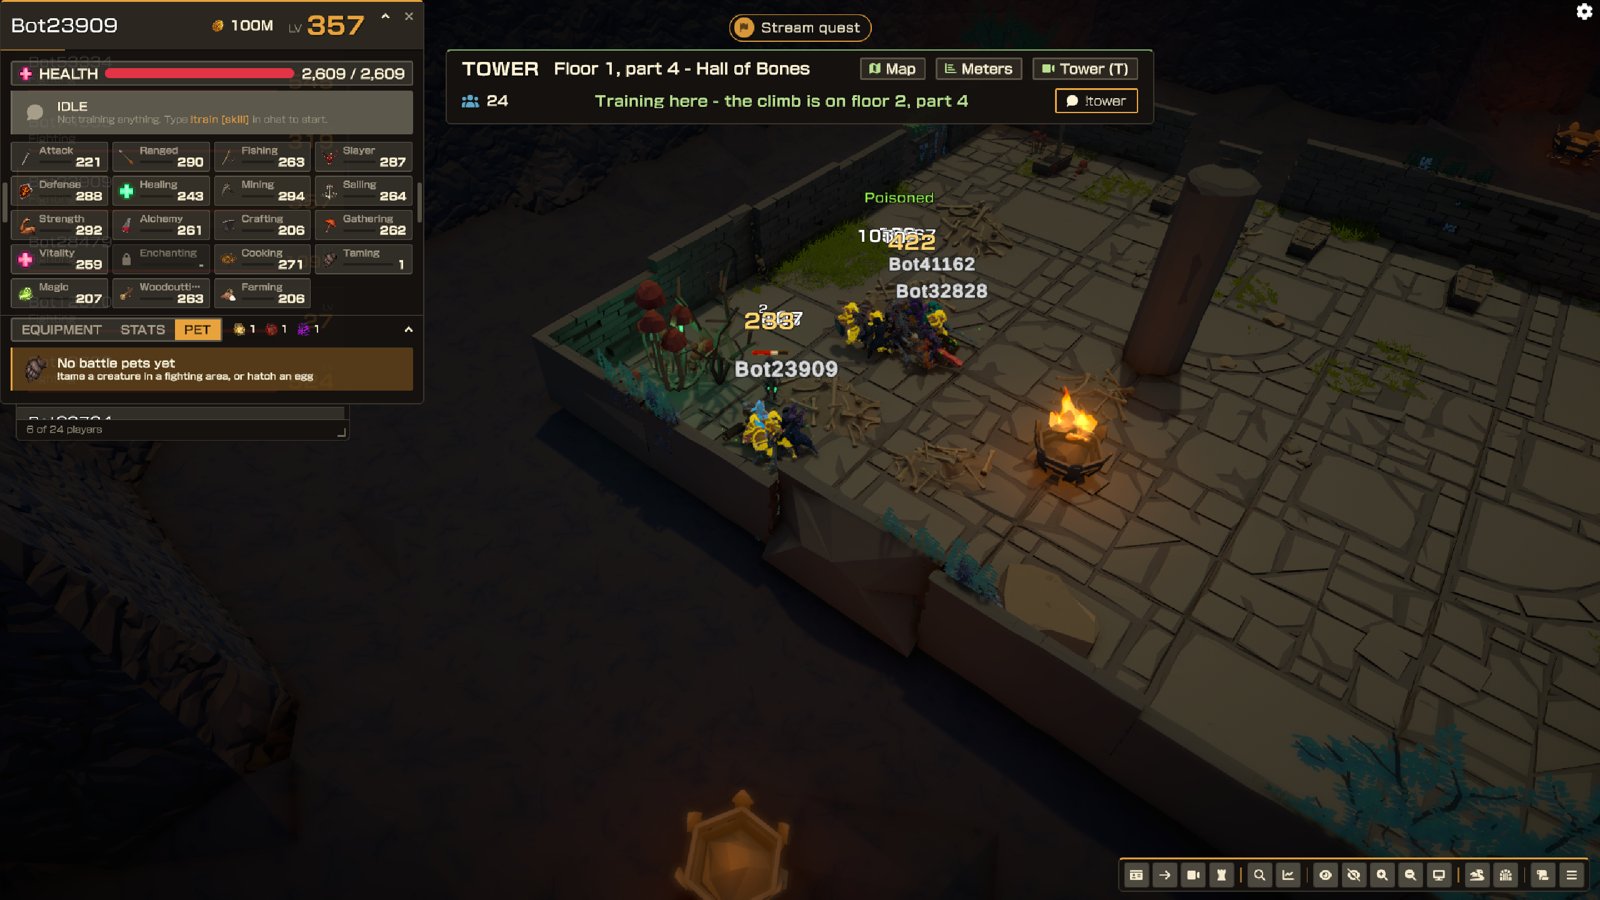 Bot23909
100M
LV 357
HEALTH
2,609 / 2,609
IDLE
Not training anything. Type !train [skill] in chat to start.
Attack 221
Ranged 290
Fishing 263
Slayer 287
Defense 288
Healing 243
Mining 294
Sailing 264
Strength 292
Alchemy 261
Crafting 206
Gathering 262
Vitality 259
Enchanting -
Cooking 271
Taming 1
Magic 207
Woodcutti··· 263
Farming 206
EQUIPMENT
STATS
PET
1
1
1
No battle pets yet
!tame a creature in a fighting area, or hatch an egg
6 of 24 players
Stream quest
TOWER
Floor 1, part 4 - Hall of Bones
Map
Meters
Tower (T)
24
Training here - the climb is on floor 2, part 4
!tower
Poisoned
422
Bot41162
Bot32828
Bot23909